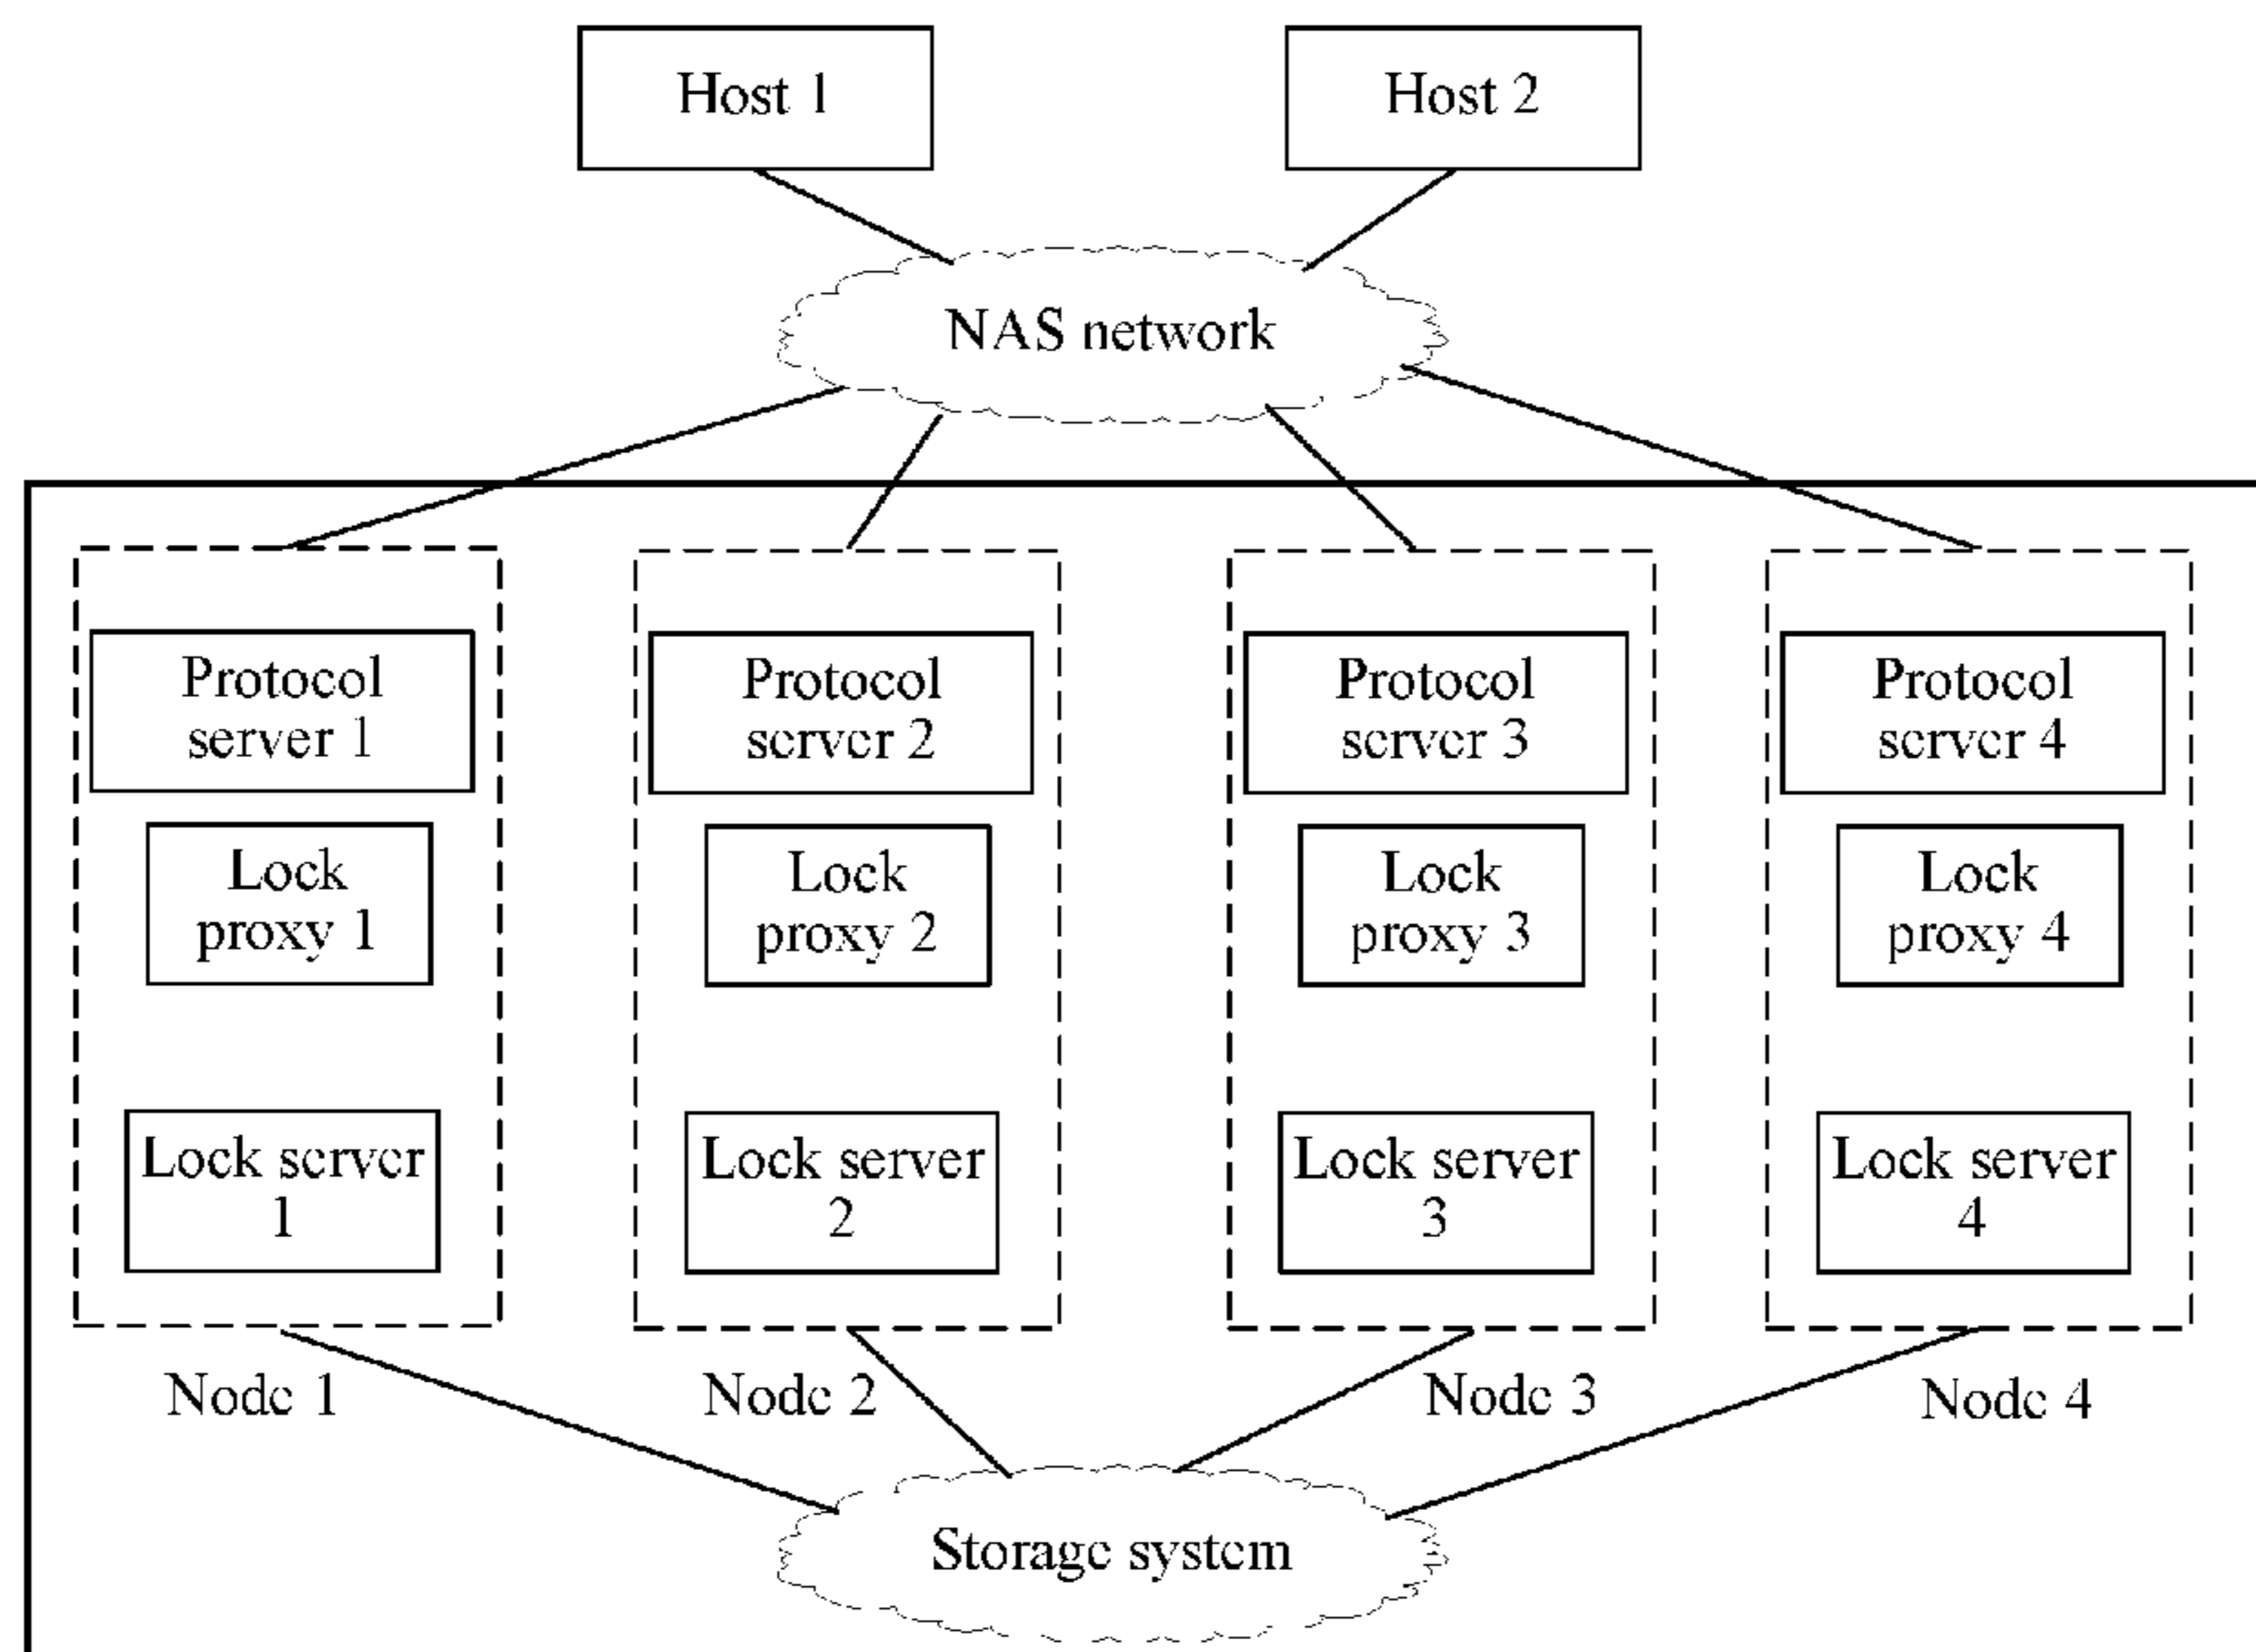 Host 1
Host 2
NAS network
Protocol
server 1
Protocol
server 2
Protocol
server 3
Protocol
server 4
Lock
proxy 1
Lock
proxy 2
Lock
proxy 3
Lock
proxy 4
Lock server
1
Lock server
2
Lock server
3
Lock server
4
Node 1
Node 2
Node 3
Node 4
Storage system